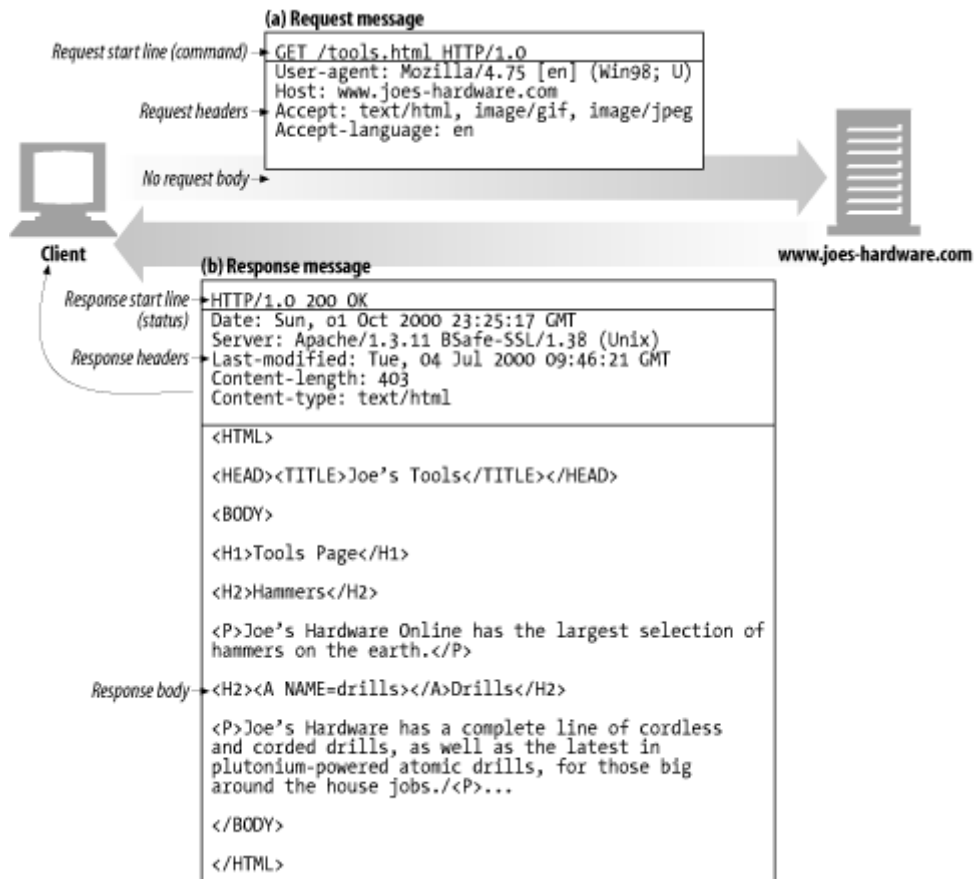 (a) Request message
Request start line (command)
GET /tools.html HTTP/1.0
User-agent: Mozilla/4.75 [en] (Win98; U)
Host: www.joes-hardware.com
Request headers
Accept: text/html, image/gif, image/jpeg
Accept-language: en
No request body
Client
www.joes-hardware.com
(b) Response message
Response start line
(status)
HTTP/1.0 200 OK
Date: Sun, 01 Oct 2000 23:25:17 GMT
Server: Apache/1.3.11 BSafe-SSL/1.38 (Unix)
Response headers
Last-modified: Tue, 04 Jul 2000 09:46:21 GMT
Content-length: 403
Content-type: text/html
<HTML>
<HEAD><TITLE>Joe's Tools</TITLE></HEAD>
<BODY>
<H1>Tools Page</H1>
<H2>Hammers</H2>
<P>Joe's Hardware Online has the largest selection of
hammers on the earth.</P>
Response body
<H2><A NAME=drills></A>Drills</H2>
<P>Joe's Hardware has a complete line of cordless
and corded drills, as well as the latest in
plutonium-powered atomic drills, for those big
around the house jobs./<P>...
</BODY>
</HTML>